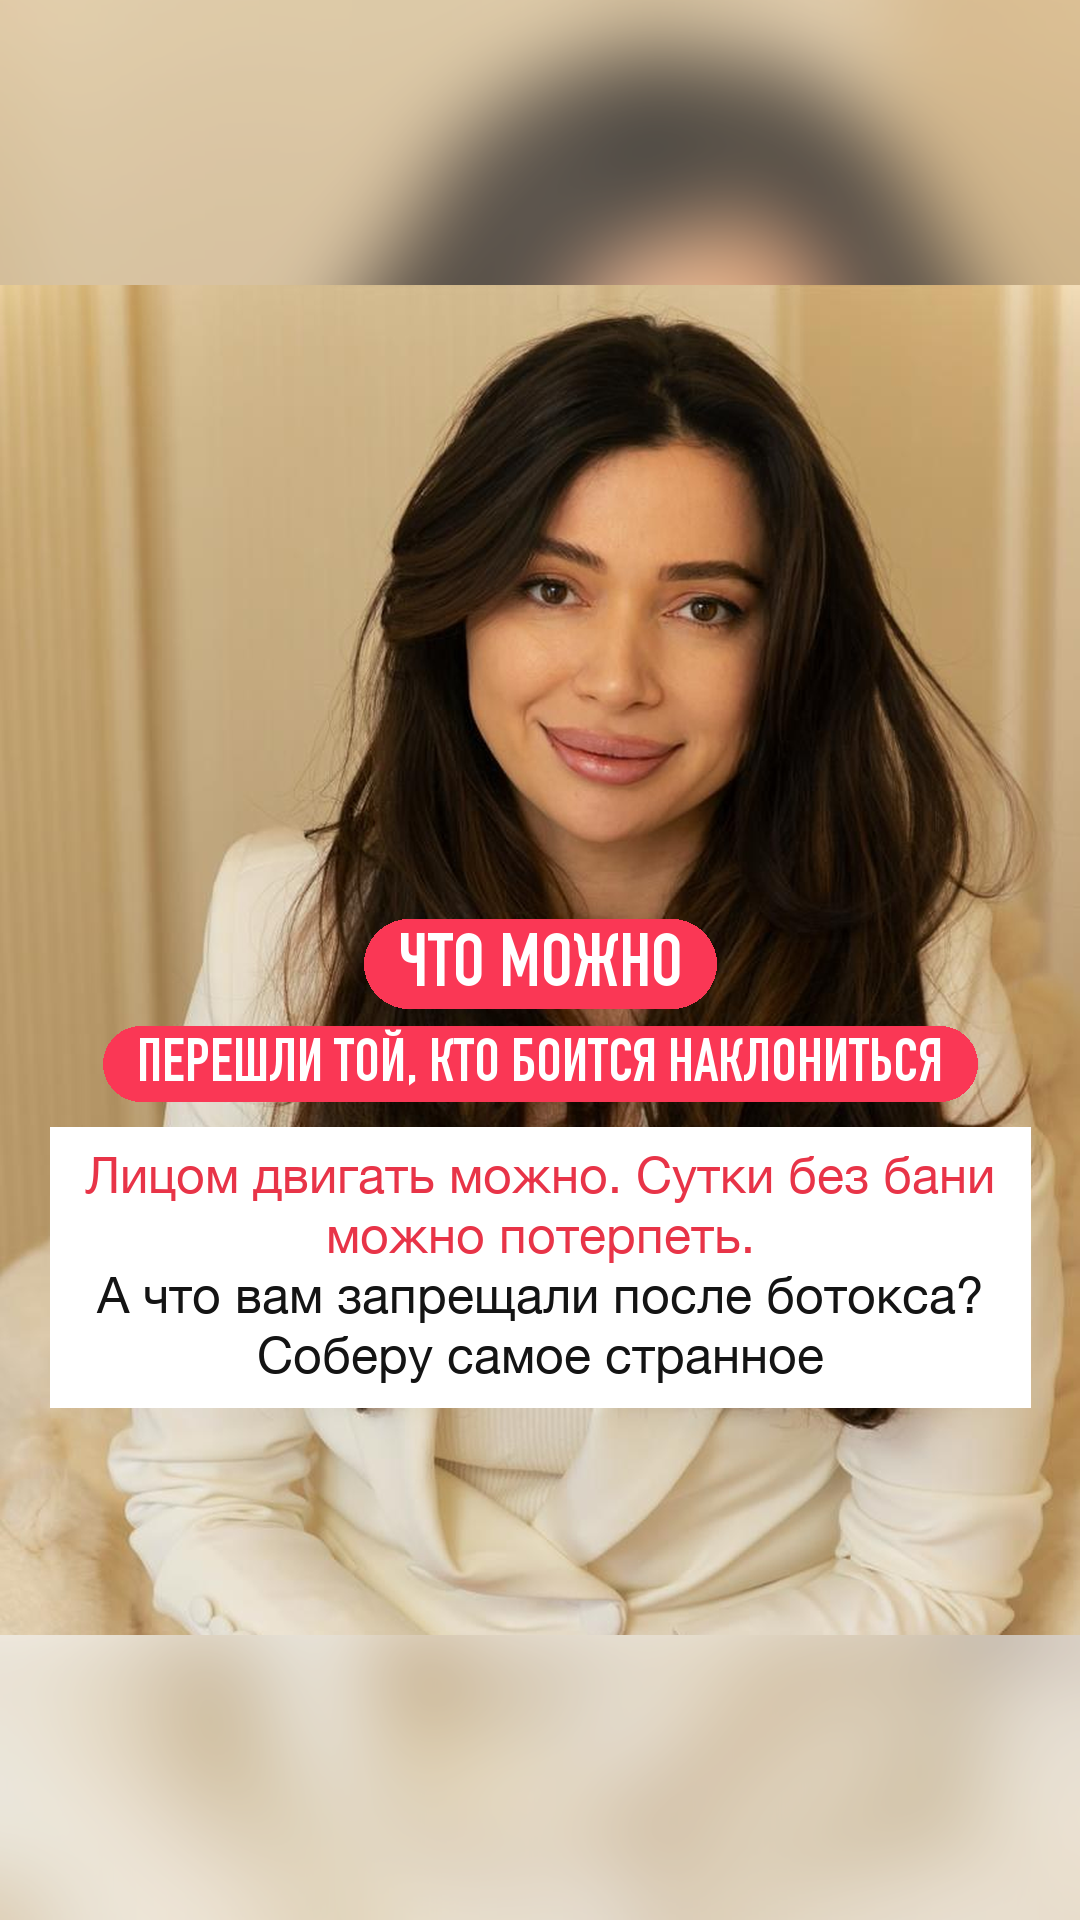 ЧТО МОЖНО
ПЕРЕШЛИ ТОЙ, КТО БОИТСЯ НАКЛОНИТЬСЯ
Лицом двигать можно. Сутки без бани
можно потерпеть.
А что вам запрещали после ботокса?
Соберу самое странное